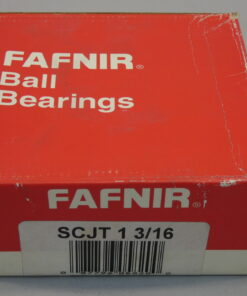 FAFNIR®
Ball
Bearings
FAFNIR®
SCJT 1 3/16